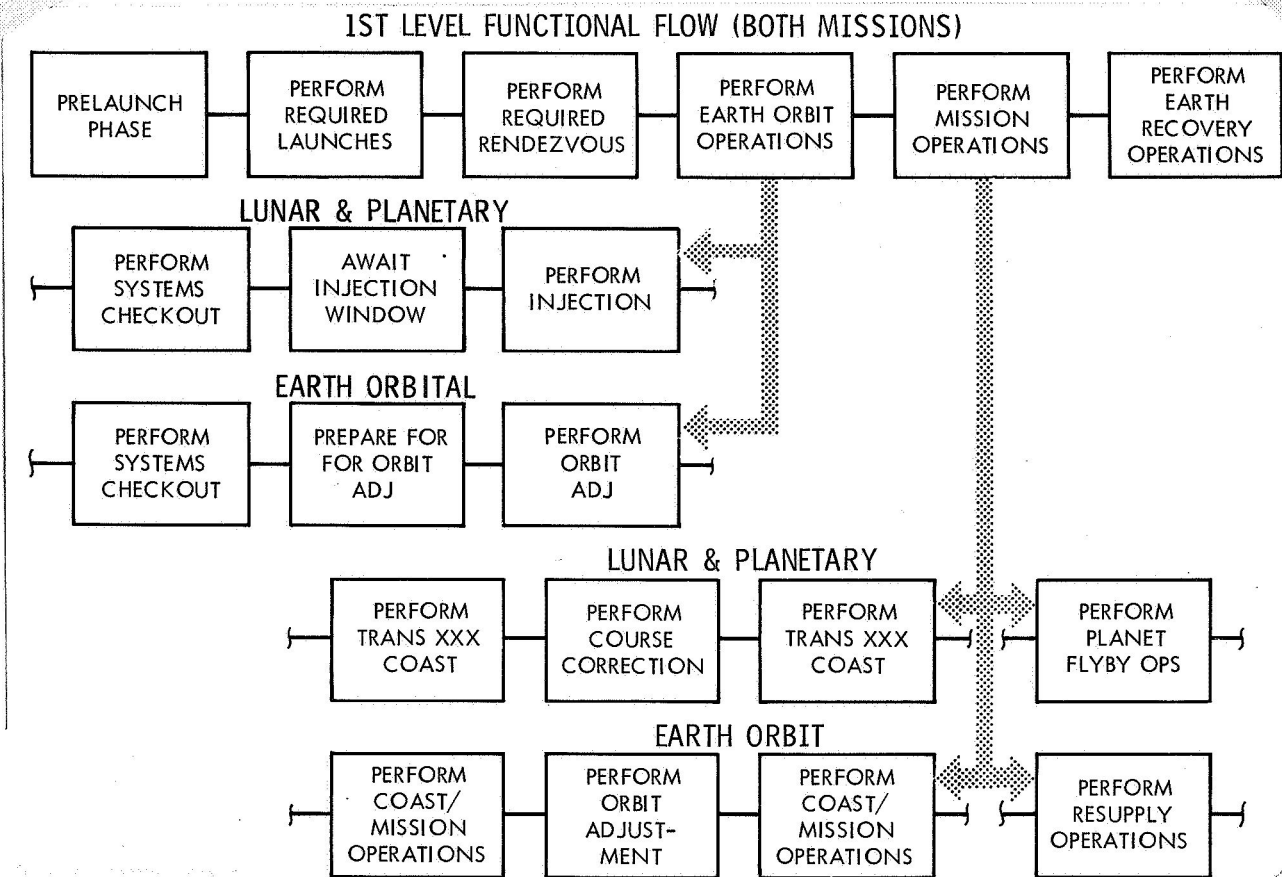 1ST LEVEL FUNCTIONAL FLOW (BOTH MISSIONS)
PRELAUNCH
PHASE
PERFORM
REQUIRED
LAUNCHES
PERFORM
REQUIRED
RENDEZVOUS
PERFORM
EARTH ORBIT
OPERATIONS
PERFORM
MISSION
OPERATIONS
PERFORM
EARTH
RECOVERY
OPERATIONS
LUNAR & PLANETARY
PERFORM
SYSTEMS
CHECKOUT
AWAIT
INJECTION
WINDOW
PERFORM
INJECTION
EARTH ORBITAL
PERFORM
SYSTEMS
CHECKOUT
PREPARE FOR
FOR ORBIT
ADJ
PERFORM
ORBIT
ADJ
LUNAR & PLANETARY
PERFORM
TRANS XXX
COAST
PERFORM
COURSE
CORRECTION
PERFORM
TRANS XXX
COAST
PERFORM
PLANET
FLYBY OPS
EARTH ORBIT
PERFORM
COAST/
MISSION
OPERATIONS
PERFORM
ORBIT
ADJUST-
MENT
PERFORM
COAST/
MISSION
OPERATIONS
PERFORM
RESUPPLY
OPERATIONS